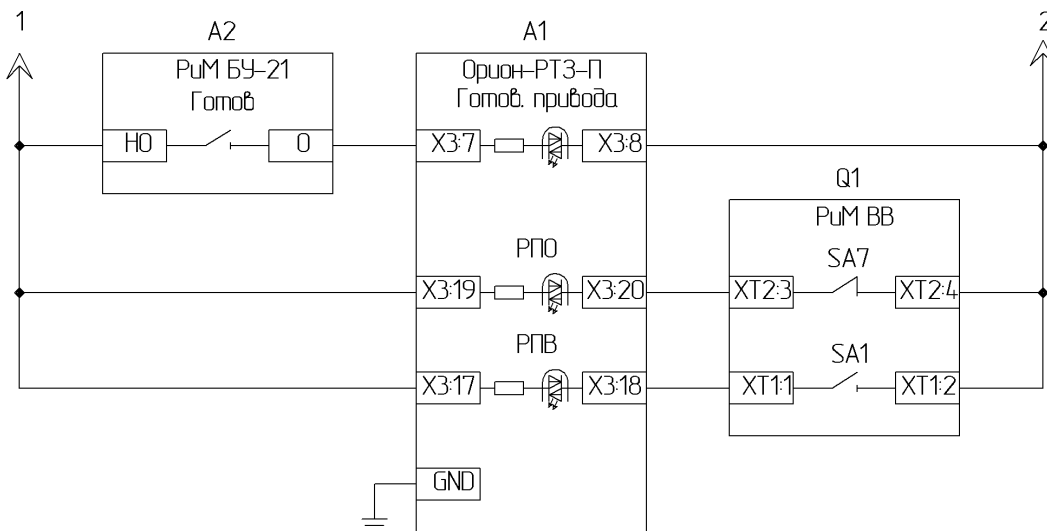 1
2
A2
A1
РиМ БУ-21
Готов
Орион-РТЗ-П
Готов. привода
НО
О
X3:7
X3:8
Q1
РиМ ВВ
РПО
SA7
X3:19
X3:20
XT2:3
XT2:4
РПВ
SA1
X3:17
X3:18
XT1:1
XT1:2
GND